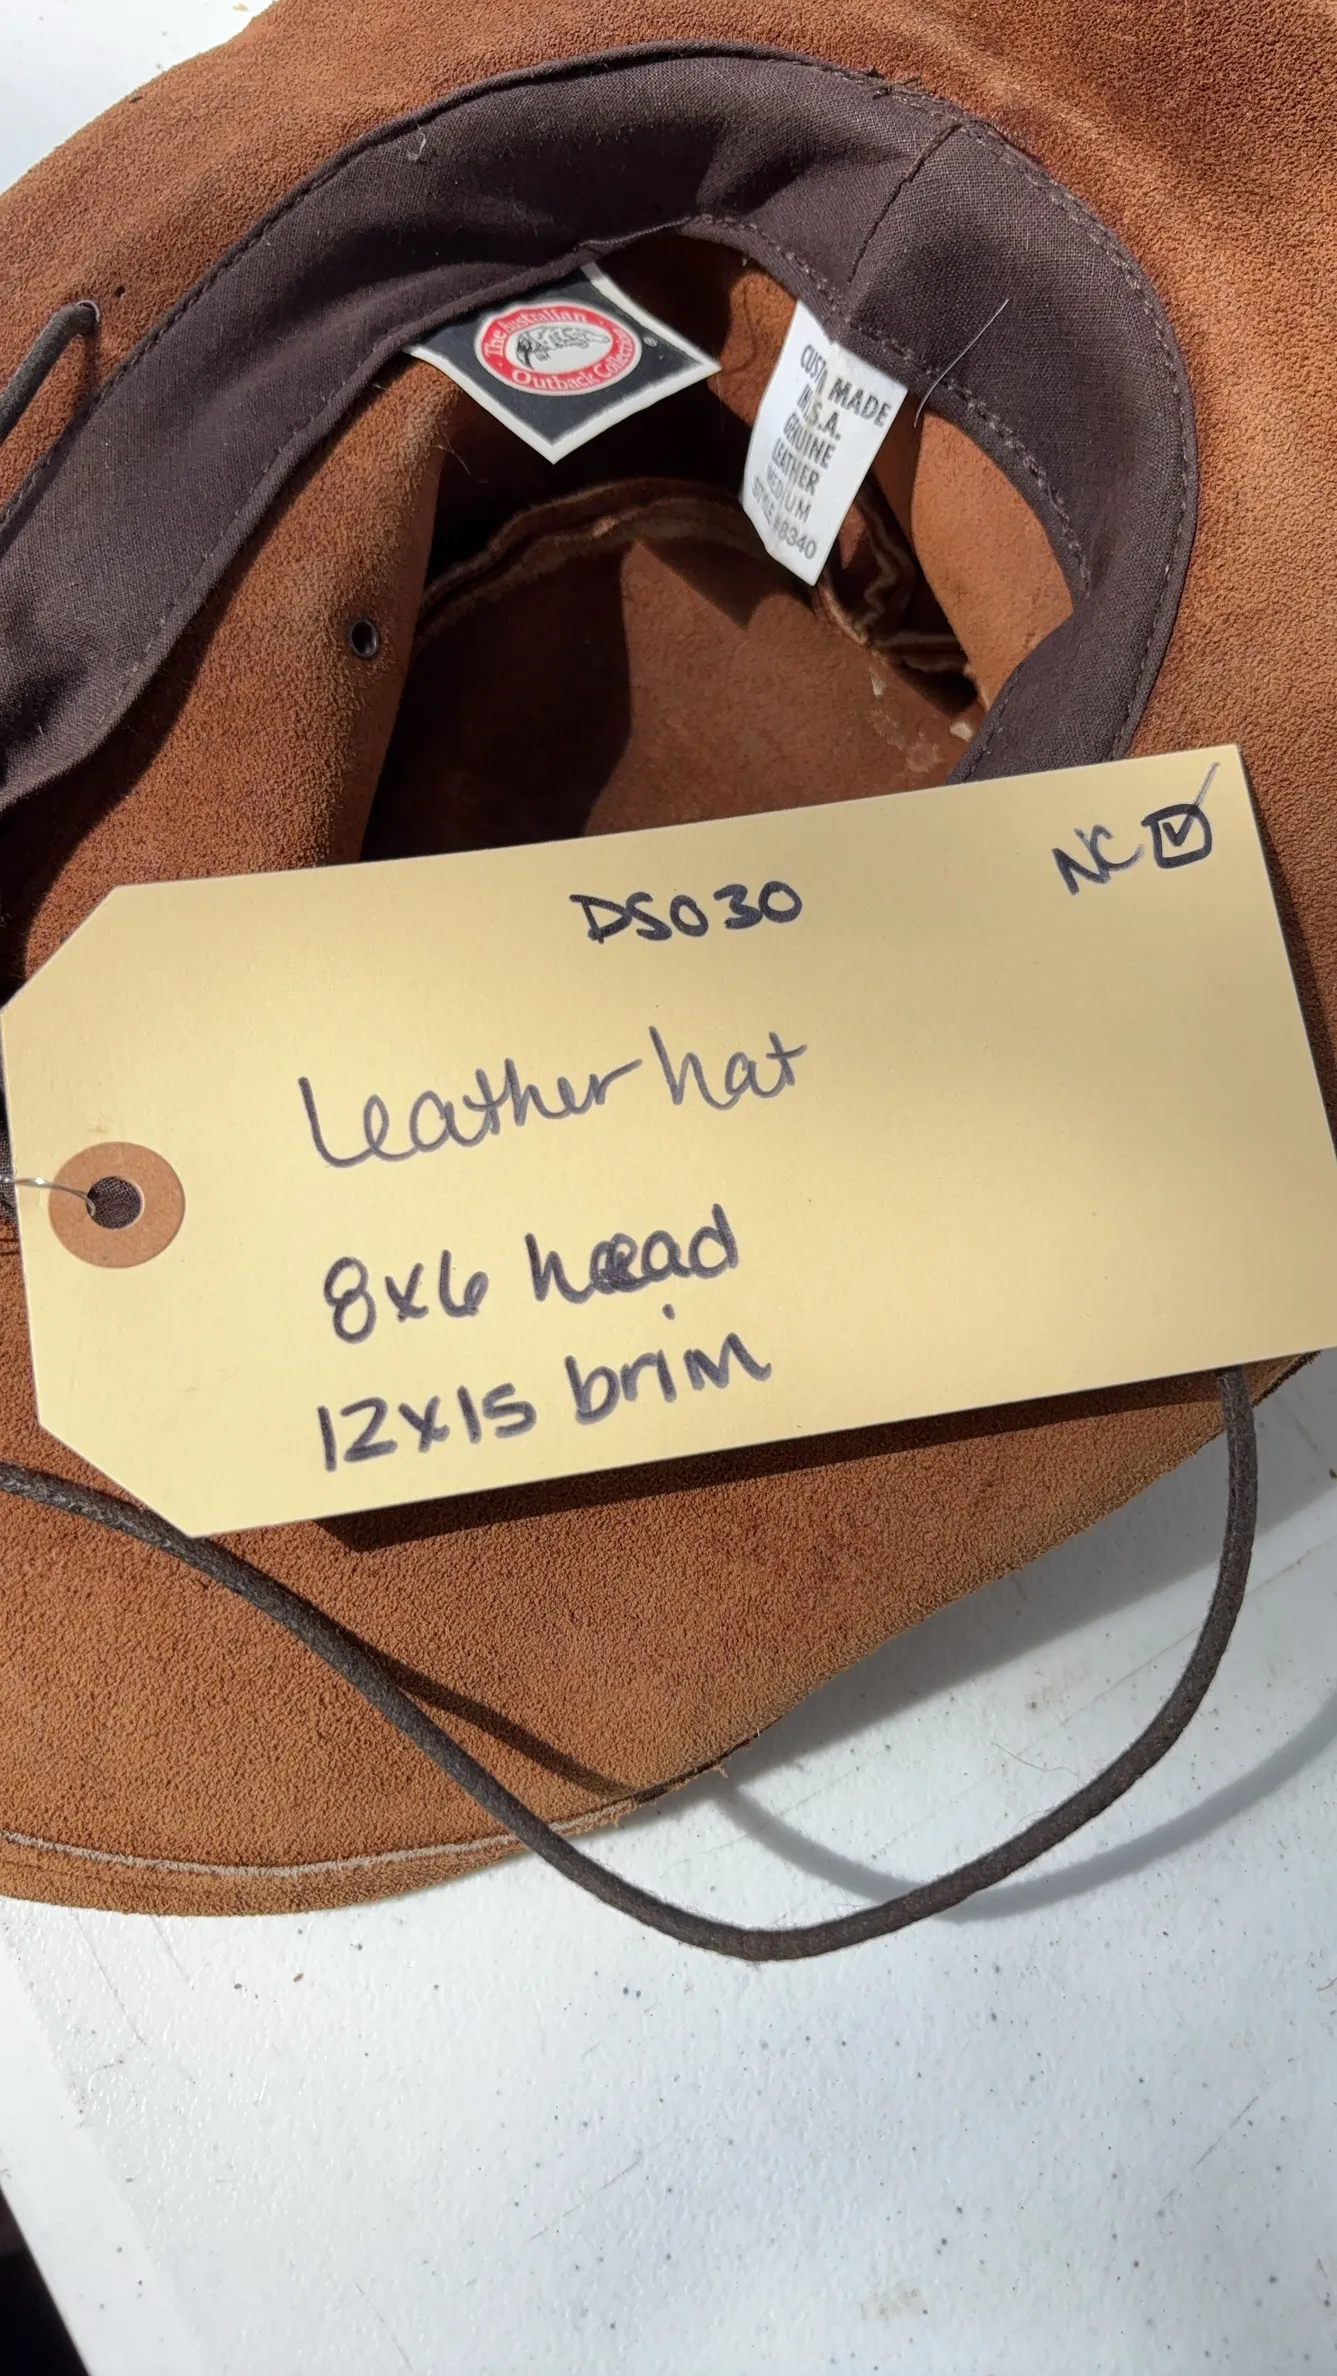 The Australian
Outback Collection
CUSTOM MADE
U.S.A.
GENUINE
LEATHER
MEDIUM
STYLE #8340
NC ☑
DS030
Leather hat
8x6 head
12x15 brim